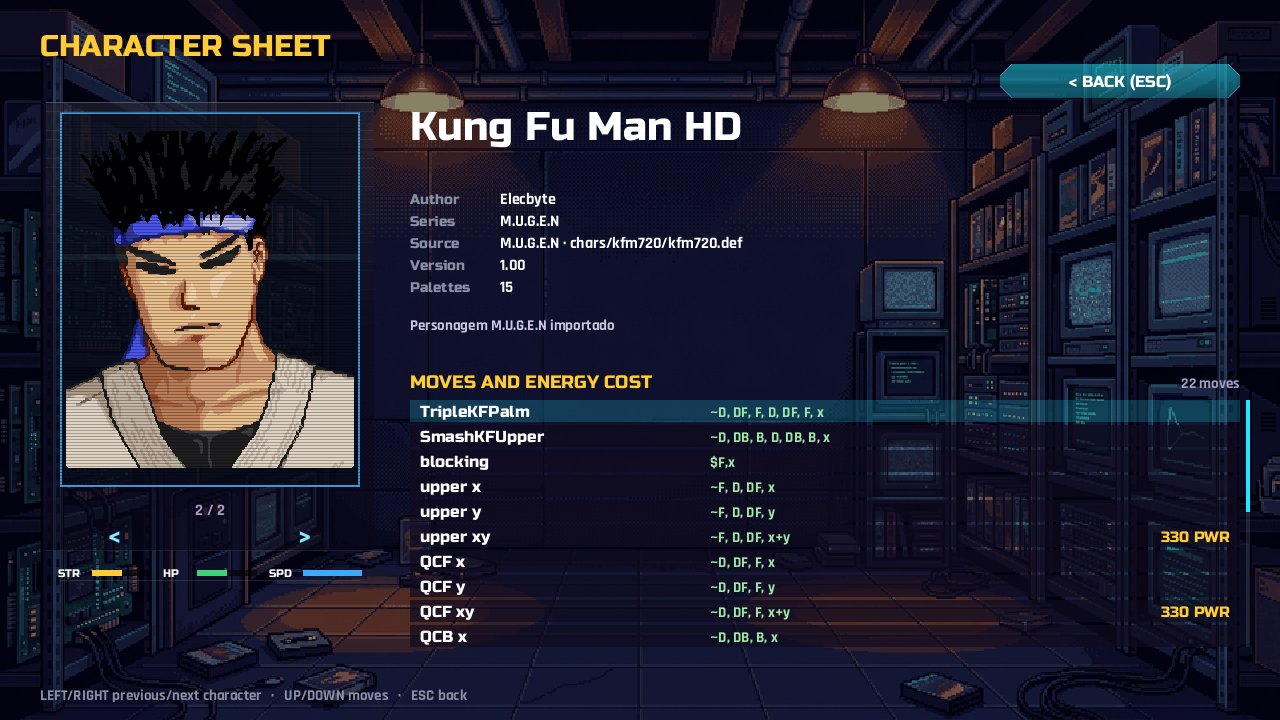 CHARACTER SHEET
< BACK (ESC)
Kung Fu Man HD
Author Elecbyte
Series M.U.G.E.N
Source M.U.G.E.N · chars/kfm720/kfm720.def
Version 1.00
Palettes 15
Personagem M.U.G.E.N importado
MOVES AND ENERGY COST 22 moves
TripleKFPalm ~D, DF, F, D, DF, F, x
SmashKFUpper ~D, DB, B, D, DB, B, x
blocking $F,x
upper x ~F, D, DF, x
upper y ~F, D, DF, y
upper xy ~F, D, DF, x+y 330 PWR
QCF x ~D, DF, F, x
QCF y ~D, DF, F, y
QCF xy ~D, DF, F, x+y 330 PWR
QCB x ~D, DB, B, x
2 / 2
< >
STR HP SPD
LEFT/RIGHT previous/next character · UP/DOWN moves · ESC back